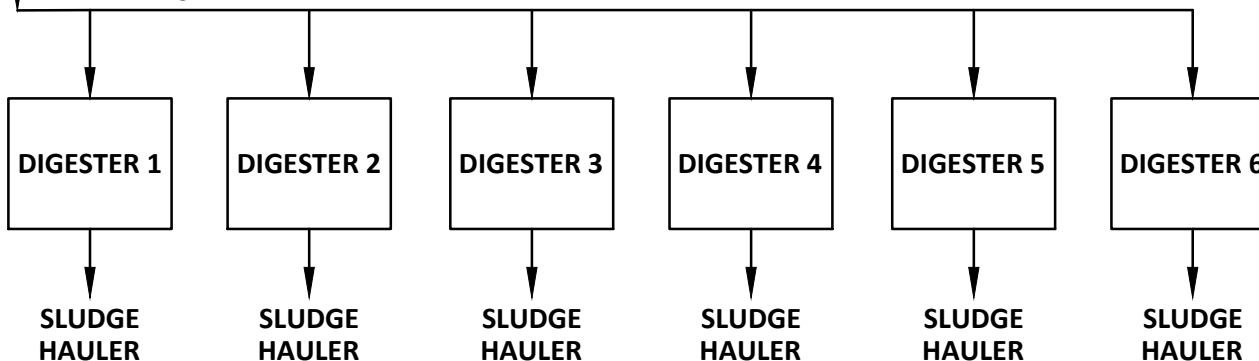 DIGESTER 1 DIGESTER 2 DIGESTER 3 DIGESTER 4 DIGESTER 5 DIGESTER 6
SLUDGE SLUDGE SLUDGE SLUDGE SLUDGE SLUDGE
HAULER HAULER HAULER HAULER HAULER HAULER